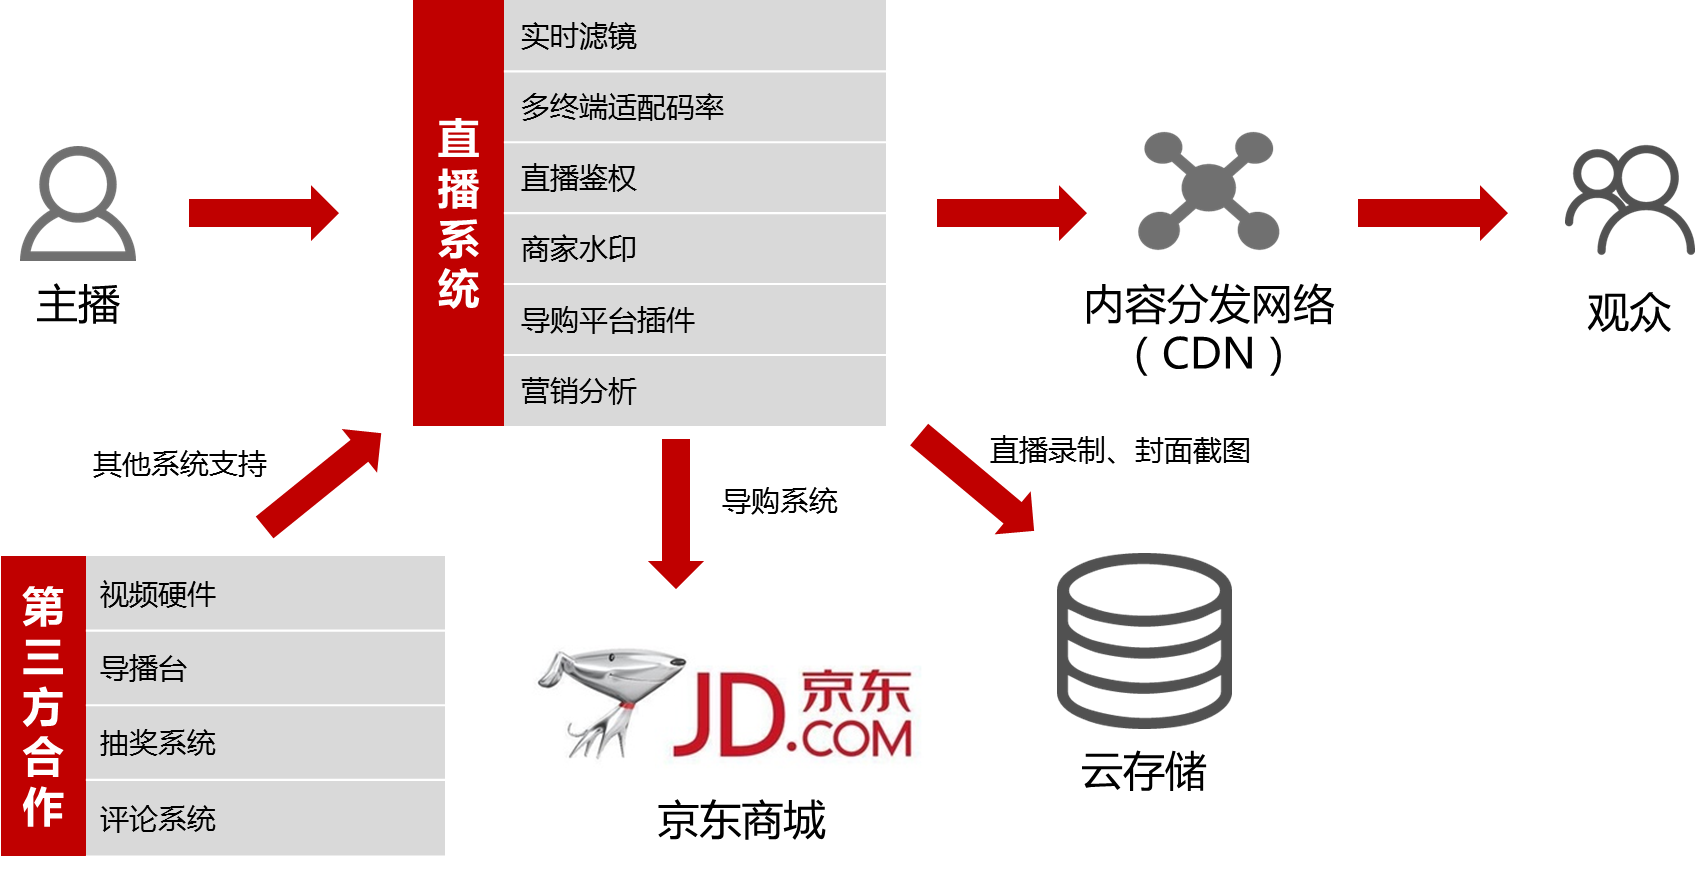 主播
直播系统
实时滤镜
多终端适配码率
直播鉴权
商家水印
导购平台插件
营销分析
内容分发网络
（CDN）
观众
其他系统支持
导购系统
直播录制、封面截图
第三方合作
视频硬件
导播台
抽奖系统
评论系统
JD.京东
COM
京东商城
云存储